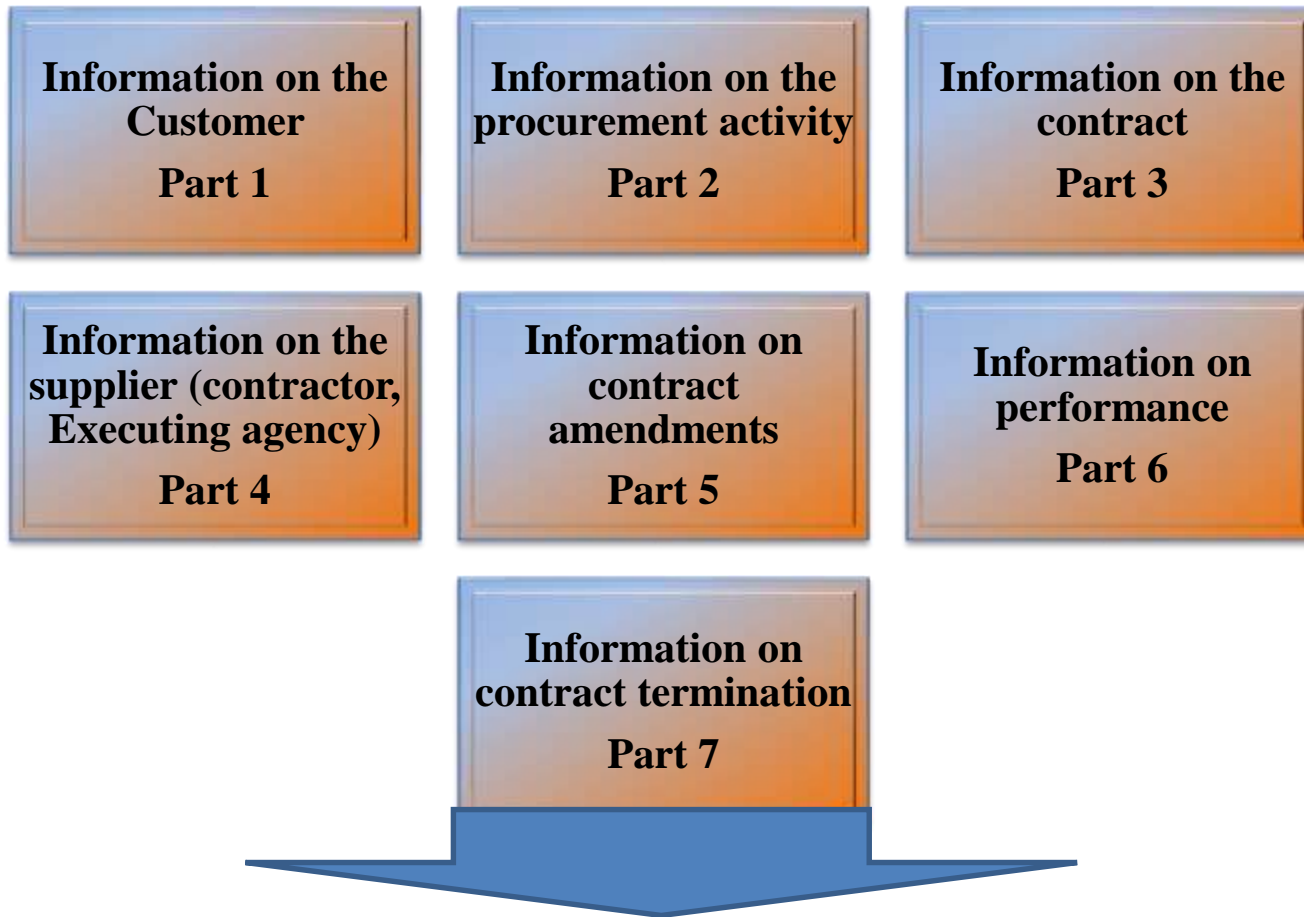 Information on the
Customer
Part 1
Information on the
procurement activity
Part 2
Information on the
contract
Part 3
Information on the
supplier (contractor,
Executing agency)
Part 4
Information on
contract
amendments
Part 5
Information on
performance
Part 6
Information on
contract termination
Part 7